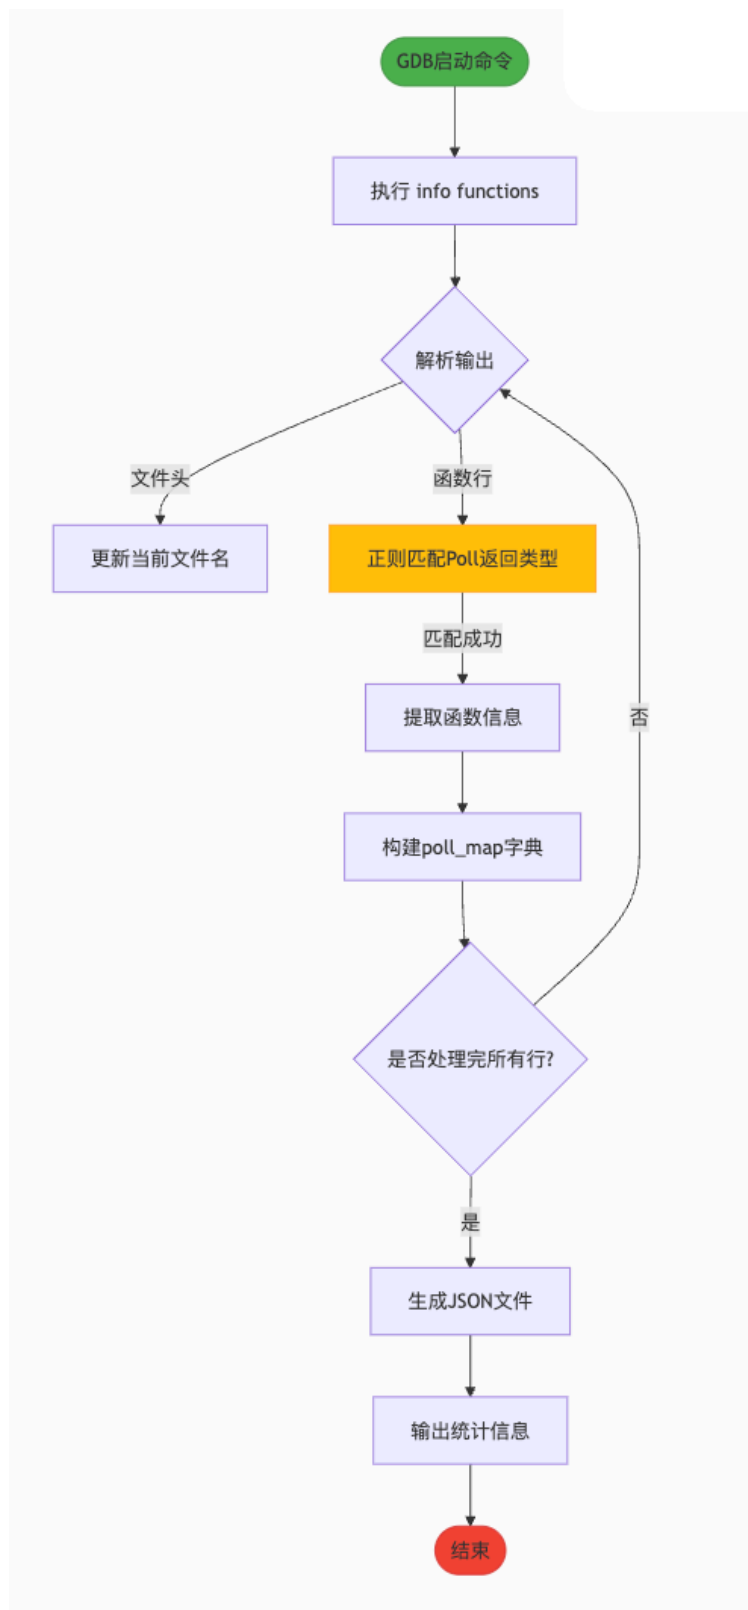 GDB启动命令
执行 info functions
解析输出
文件头
函数行
更新当前文件名
正则匹配Poll返回类型
匹配成功
提取函数信息
否
构建poll_map字典
是否处理完所有行?
是
生成JSON文件
输出统计信息
结束